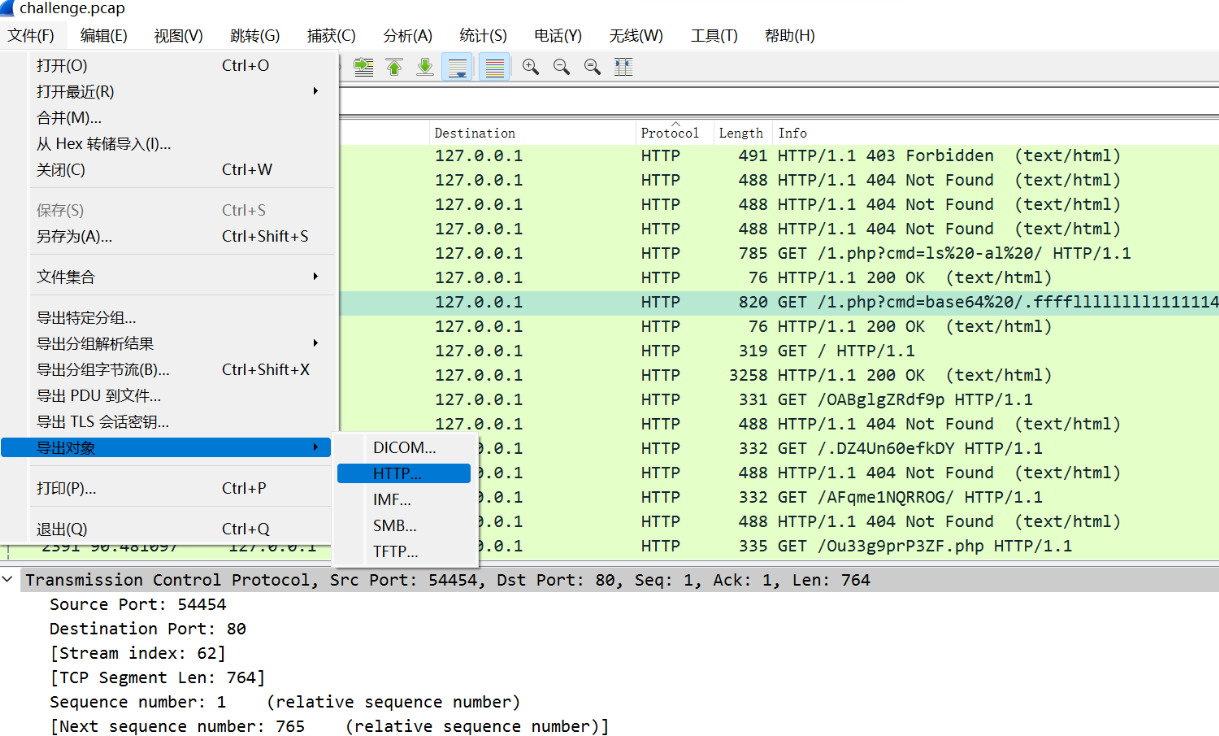 challenge.pcap
文件(F) 编辑(E) 视图(V) 跳转(G) 捕获(C) 分析(A) 统计(S) 电话(Y) 无线(W) 工具(T) 帮助(H)
打开(O) Ctrl+O
打开最近(R)
合并(M)...
从 Hex 转储导入(I)...
关闭(C) Ctrl+W
保存(S) Ctrl+S
另存为(A)... Ctrl+Shift+S
文件集合
导出特定分组...
导出分组解析结果
导出分组字节流(B)... Ctrl+Shift+X
导出 PDU 到文件...
导出 TLS 会话密钥...
导出对象
打印(P)... Ctrl+P
退出(Q) Ctrl+Q
DICOM...
HTTP...
IMF...
SMB...
TFTP...
Destination Protocol Length Info
127.0.0.1 HTTP 491 HTTP/1.1 403 Forbidden (text/html)
127.0.0.1 HTTP 488 HTTP/1.1 404 Not Found (text/html)
127.0.0.1 HTTP 488 HTTP/1.1 404 Not Found (text/html)
127.0.0.1 HTTP 488 HTTP/1.1 404 Not Found (text/html)
127.0.0.1 HTTP 785 GET /1.php?cmd=ls%20-al%20/ HTTP/1.1
127.0.0.1 HTTP 76 HTTP/1.1 200 OK (text/html)
127.0.0.1 HTTP 820 GET /1.php?cmd=base64%20/.fffflllllllll11111114
127.0.0.1 HTTP 76 HTTP/1.1 200 OK (text/html)
127.0.0.1 HTTP 319 GET / HTTP/1.1
127.0.0.1 HTTP 3258 HTTP/1.1 200 OK (text/html)
127.0.0.1 HTTP 331 GET /OABglgZRdf9p HTTP/1.1
127.0.0.1 HTTP 488 HTTP/1.1 404 Not Found (text/html)
0.0.1 HTTP 332 GET /.DZ4Un60efkDY HTTP/1.1
0.0.1 HTTP 488 HTTP/1.1 404 Not Found (text/html)
0.0.1 HTTP 332 GET /AFqme1NQRROG/ HTTP/1.1
0.0.1 HTTP 488 HTTP/1.1 404 Not Found (text/html)
2391 90.481097 127.0.0.1 0.0.1 HTTP 335 GET /Ou33g9prP3ZF.php HTTP/1.1
Transmission Control Protocol, Src Port: 54454, Dst Port: 80, Seq: 1, Ack: 1, Len: 764
Source Port: 54454
Destination Port: 80
[Stream index: 62]
[TCP Segment Len: 764]
Sequence number: 1 (relative sequence number)
[Next sequence number: 765 (relative sequence number)]